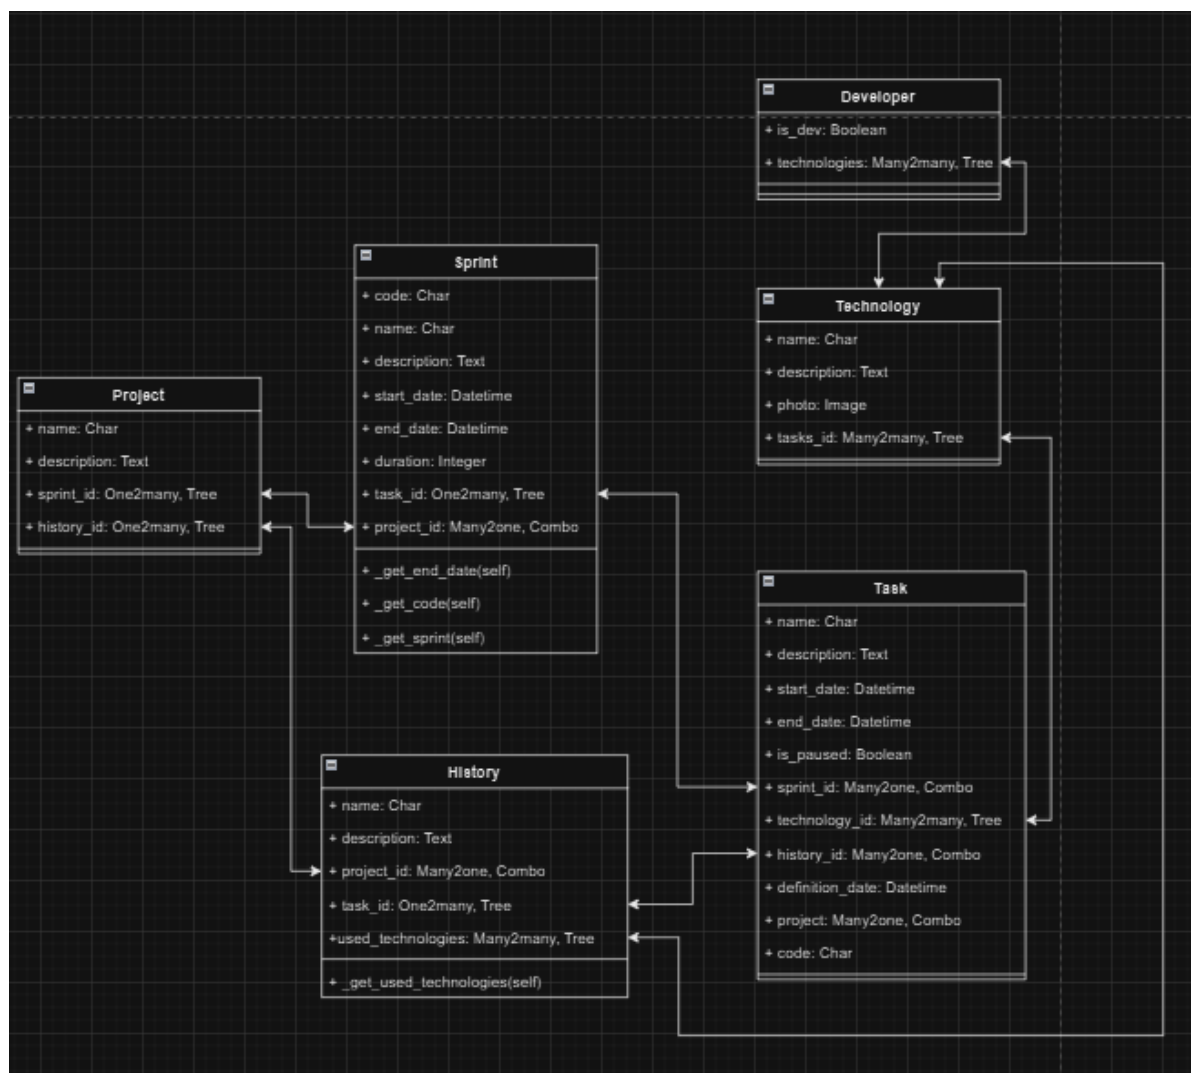 Developer
+ is_dev: Boolean
+ technologies: Many2many, Tree
Sprint
+ code: Char
+ name: Char
+ description: Text
+ start_date: Datetime
+ end_date: Datetime
+ duration: Integer
+ task_id: One2many, Tree
+ project_id: Many2one, Combo
+ _get_end_date(self)
+ _get_code(self)
+ _get_sprint(self)
Technology
+ name: Char
+ description: Text
+ photo: Image
+ tasks_id: Many2many, Tree
Project
+ name: Char
+ description: Text
+ sprint_id: One2many, Tree
+ history_id: One2many, Tree
Task
+ name: Char
+ description: Text
+ start_date: Datetime
+ end_date: Datetime
+ is_paused: Boolean
+ sprint_id: Many2one, Combo
+ technology_id: Many2many, Tree
+ history_id: Many2one, Combo
+ definition_date: Datetime
+ project: Many2one, Combo
+ code: Char
History
+ name: Char
+ description: Text
+ project_id: Many2one, Combo
+ task_id: One2many, Tree
+used_technologies: Many2many, Tree
+ _get_used_technologies(self)